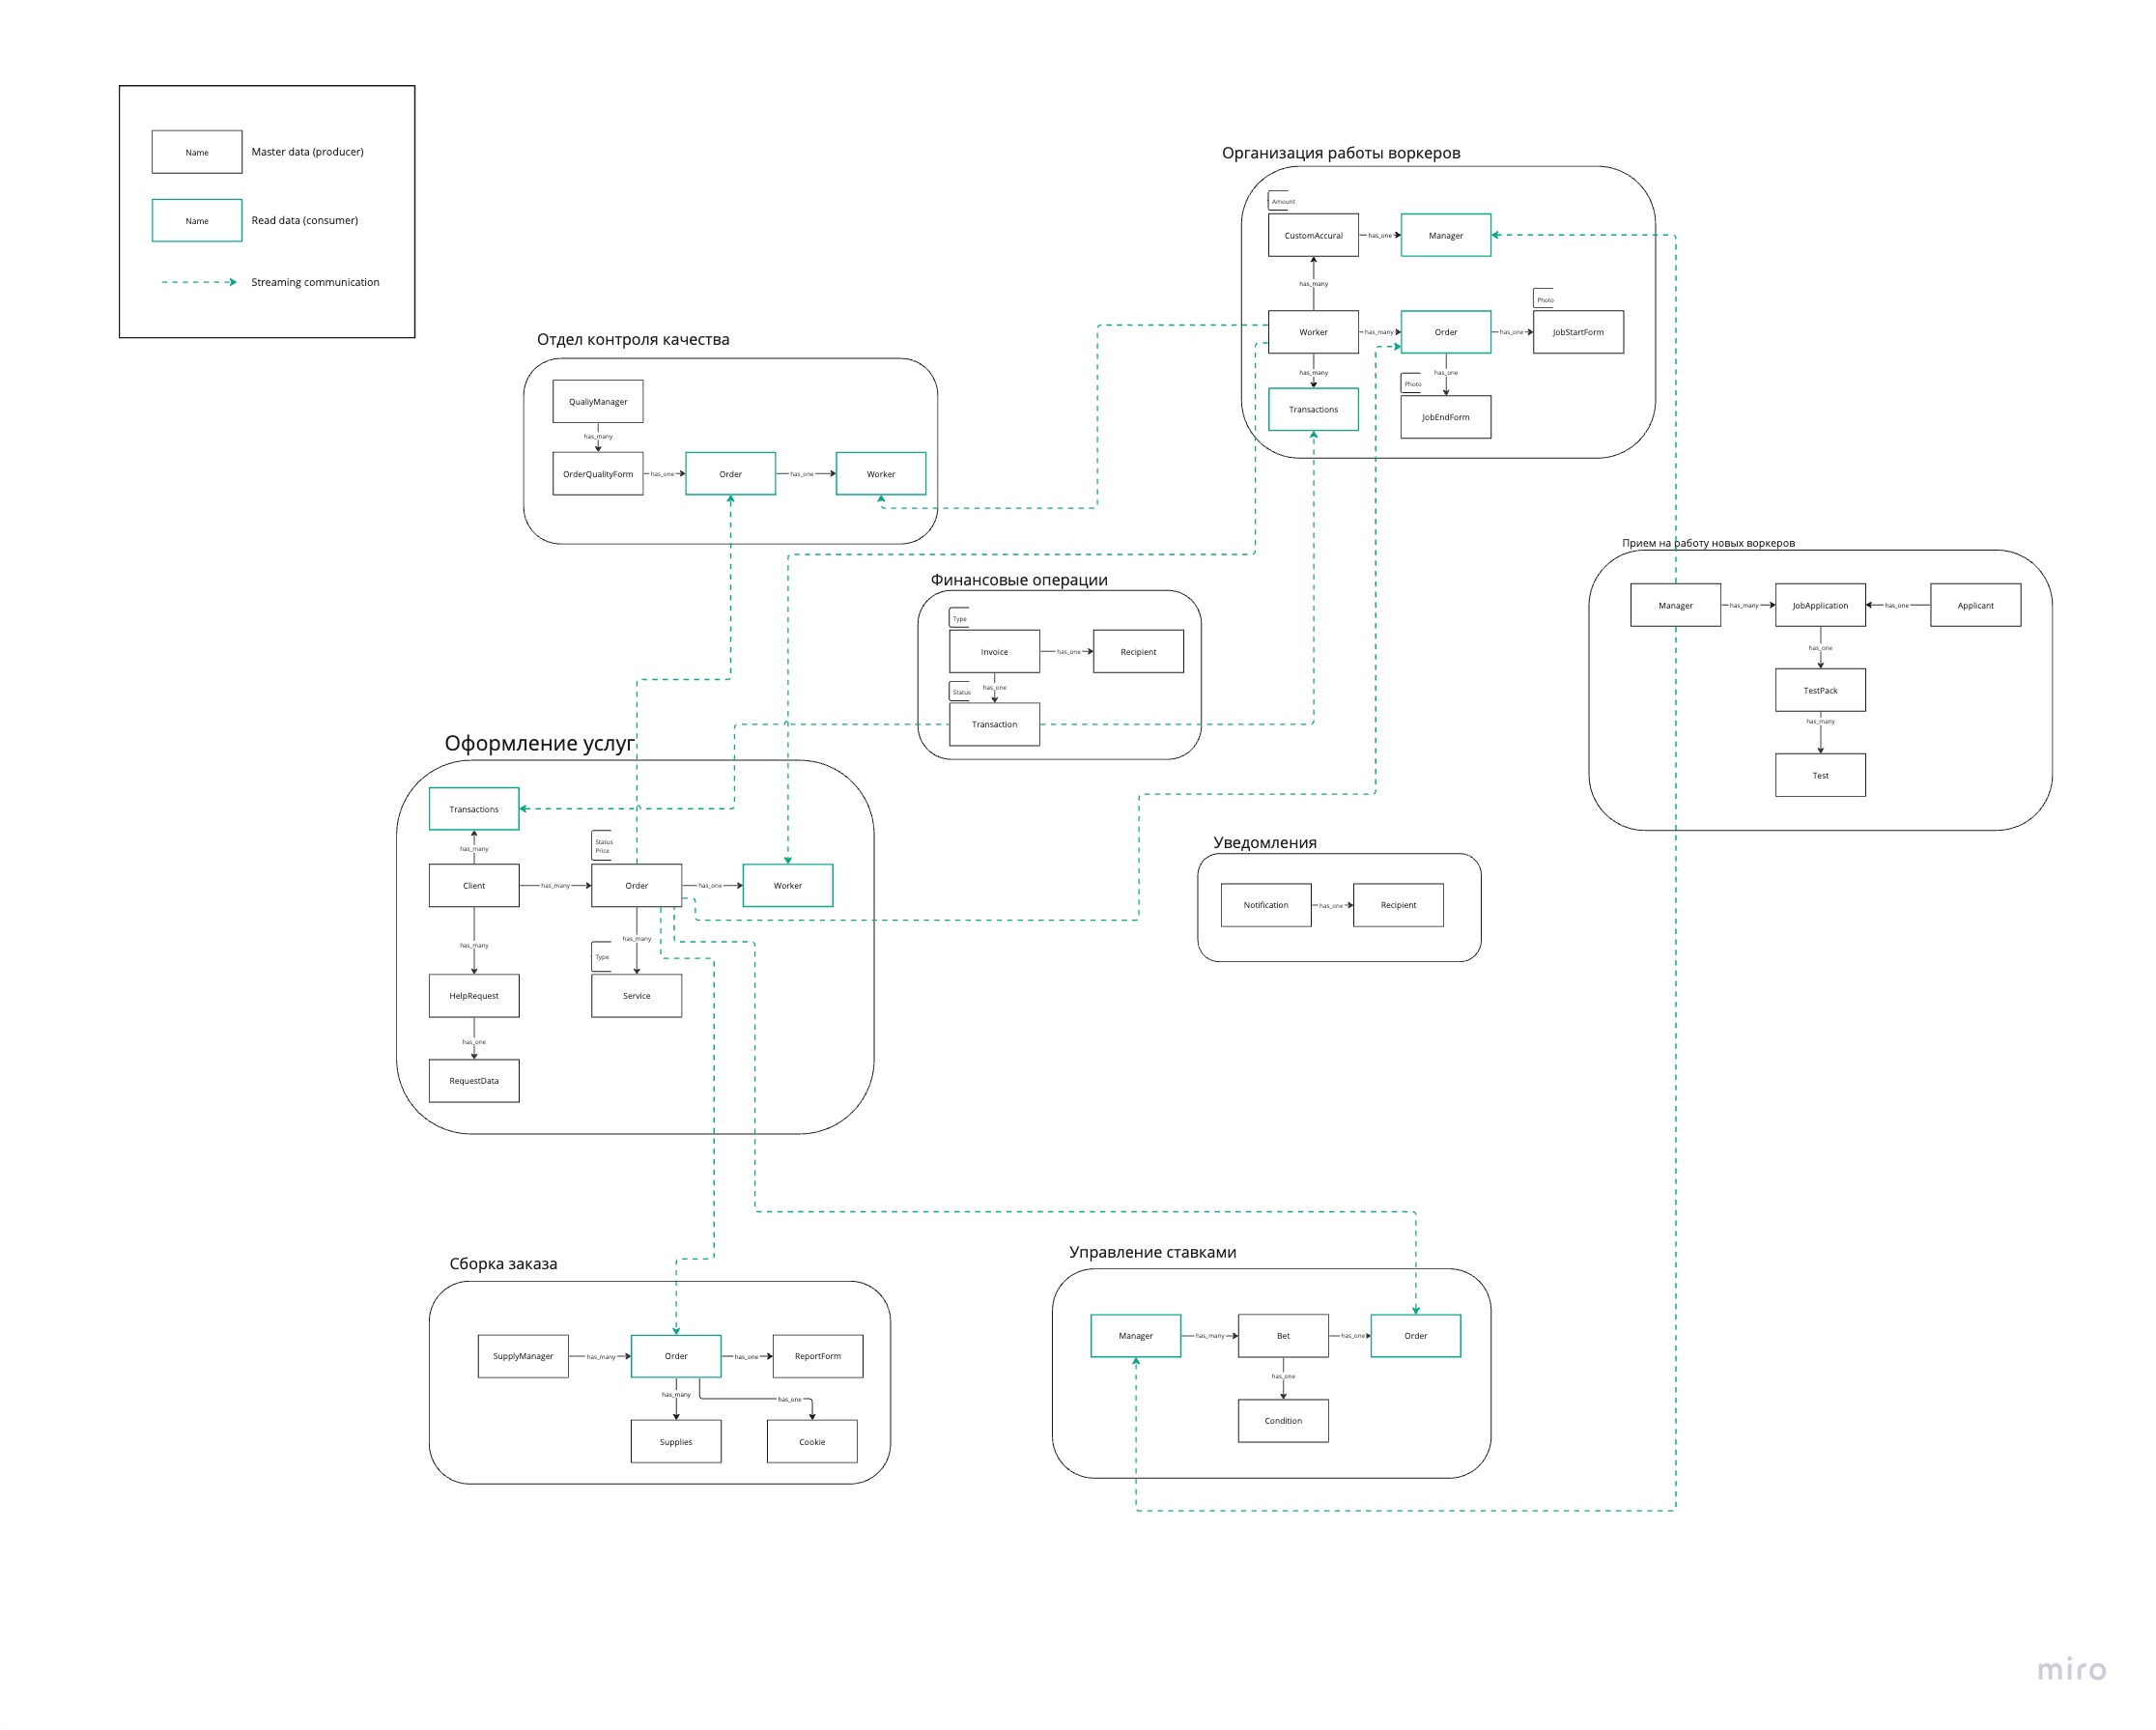 Name
Master data (producer)
Name
Read data (consumer)
Streaming communication
Организация работы воркеров
Amount
CustomAccural
has_one
Manager
has_many
Photo
Worker
has_many
Order
has_one
JobStartForm
has_many
has_one
Photo
Transactions
JobEndForm
Отдел контроля качества
QualiyManager
has_many
OrderQualityForm
has_one
Order
has_one
Worker
Прием на работу новых воркеров
Manager
has_many
JobApplication
has_one
Applicant
has_one
TestPack
has_many
Test
Финансовые операции
Type
Invoice
has_one
Recipient
has_one
Status
Transaction
Оформление услуг
Transactions
has_many
Status
Price
Client
has_many
Order
has_one
Worker
has_many
has_many
Type
HelpRequest
Service
has_one
RequestData
Уведомления
Notification
has_one
Recipient
Сборка заказа
SupplyManager
has_many
Order
has_one
ReportForm
has_many
has_one
Supplies
Cookie
Управление ставками
Manager
has_many
Bet
has_one
Order
has_one
Condition
miro